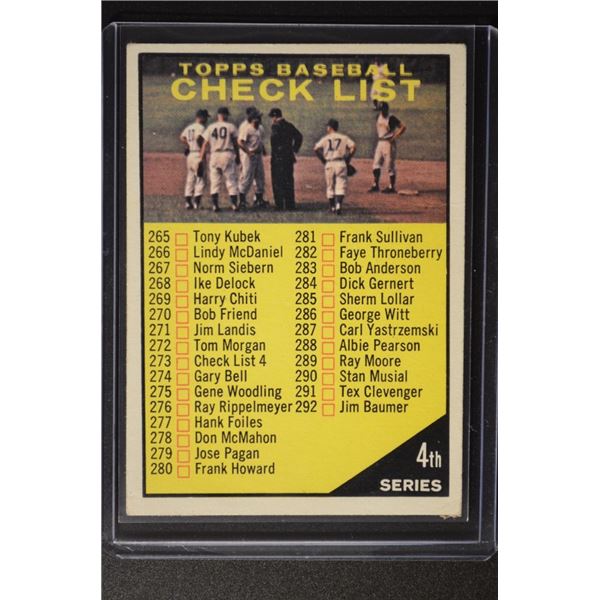 TOPPS BASEBALL
CHECK LIST
11 49 17
265 Tony Kubek
266 Lindy McDaniel
267 Norm Siebern
268 Ike Delock
269 Harry Chiti
270 Bob Friend
271 Jim Landis
272 Tom Morgan
273 Check List 4
274 Gary Bell
275 Gene Woodling
276 Ray Rippelmeyer
277 Hank Foiles
278 Don McMahon
279 Jose Pagan
280 Frank Howard
281 Frank Sullivan
282 Faye Throneberry
283 Bob Anderson
284 Dick Gernert
285 Sherm Lollar
286 George Witt
287 Carl Yastrzemski
288 Albie Pearson
289 Ray Moore
290 Stan Musial
291 Tex Clevenger
292 Jim Baumer
4th
SERIES